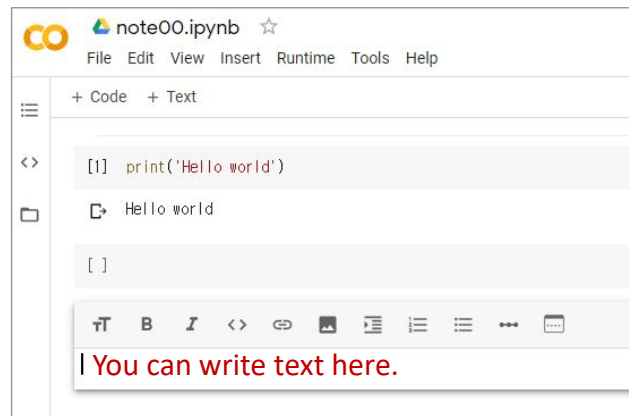 note00.ipynb
File Edit View Insert Runtime Tools Help
+ Code + Text
[1] print('Hello world')
Hello world
[ ]
You can write text here.